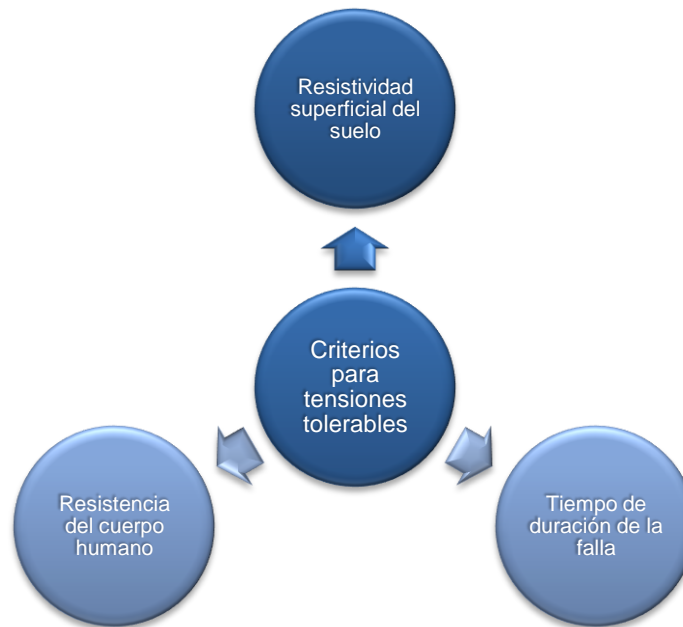 Resistividad
superficial del
suelo
Criterios
para
tensiones
tolerables
Resistencia
del cuerpo
humano
Tiempo de
duración de la
falla